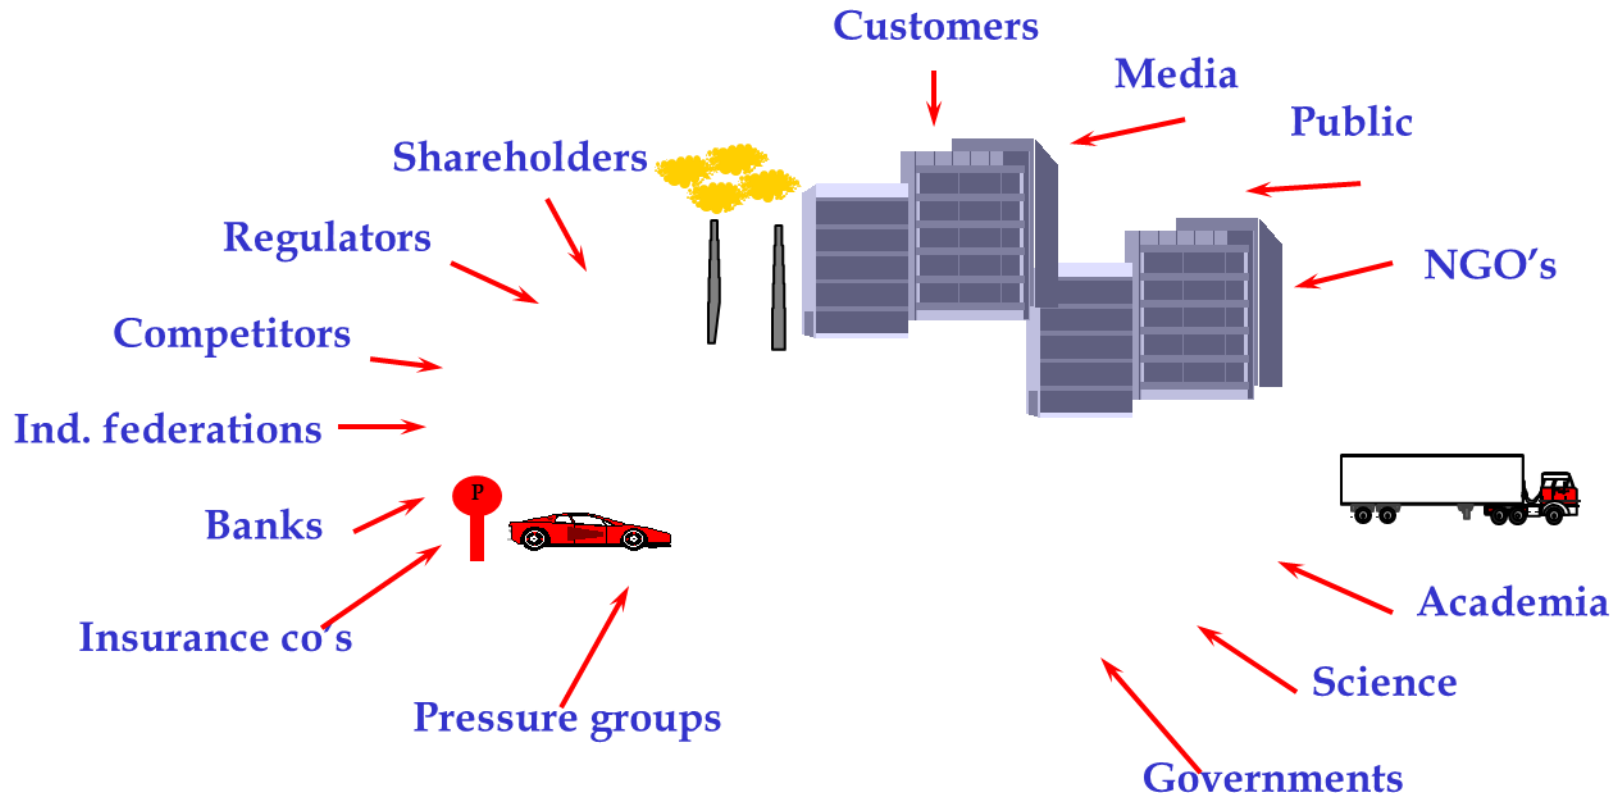 Customers
Media
Public
Shareholders
Regulators
NGO’s
Competitors
Ind. federations
P
Banks
Academia
Insurance co’s
Science
Pressure groups
Governments